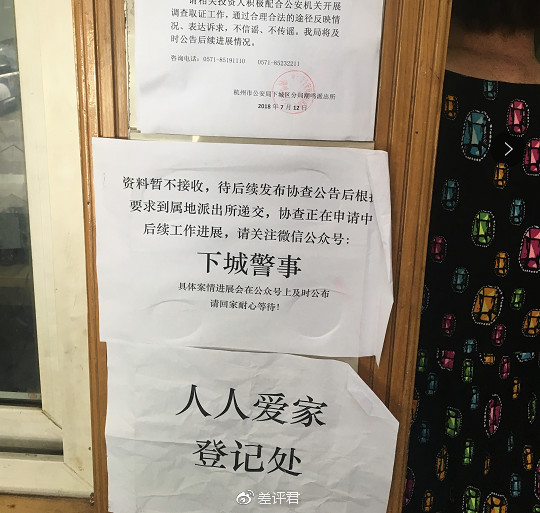 请相关投资人积极配合公安机关开展
调查取证工作，通过合理合法的途径反映情
况、表达诉求，不信谣、不传谣。我局将及
时公告后续进展情况。
咨询电话：0571-85191110 0571-85232211
杭州市公安局下城区分局潮鸣派出所
2018 年 7 月 12 日
资料暂不接收，待后续发布协查公告后根据
要求到属地派出所递交，协查正在申请中
后续工作进展，请关注微信公众号：
下城警事
具体案情进展会在公众号上及时公布
请回家耐心等待！
人人爱家
登记处
差评君